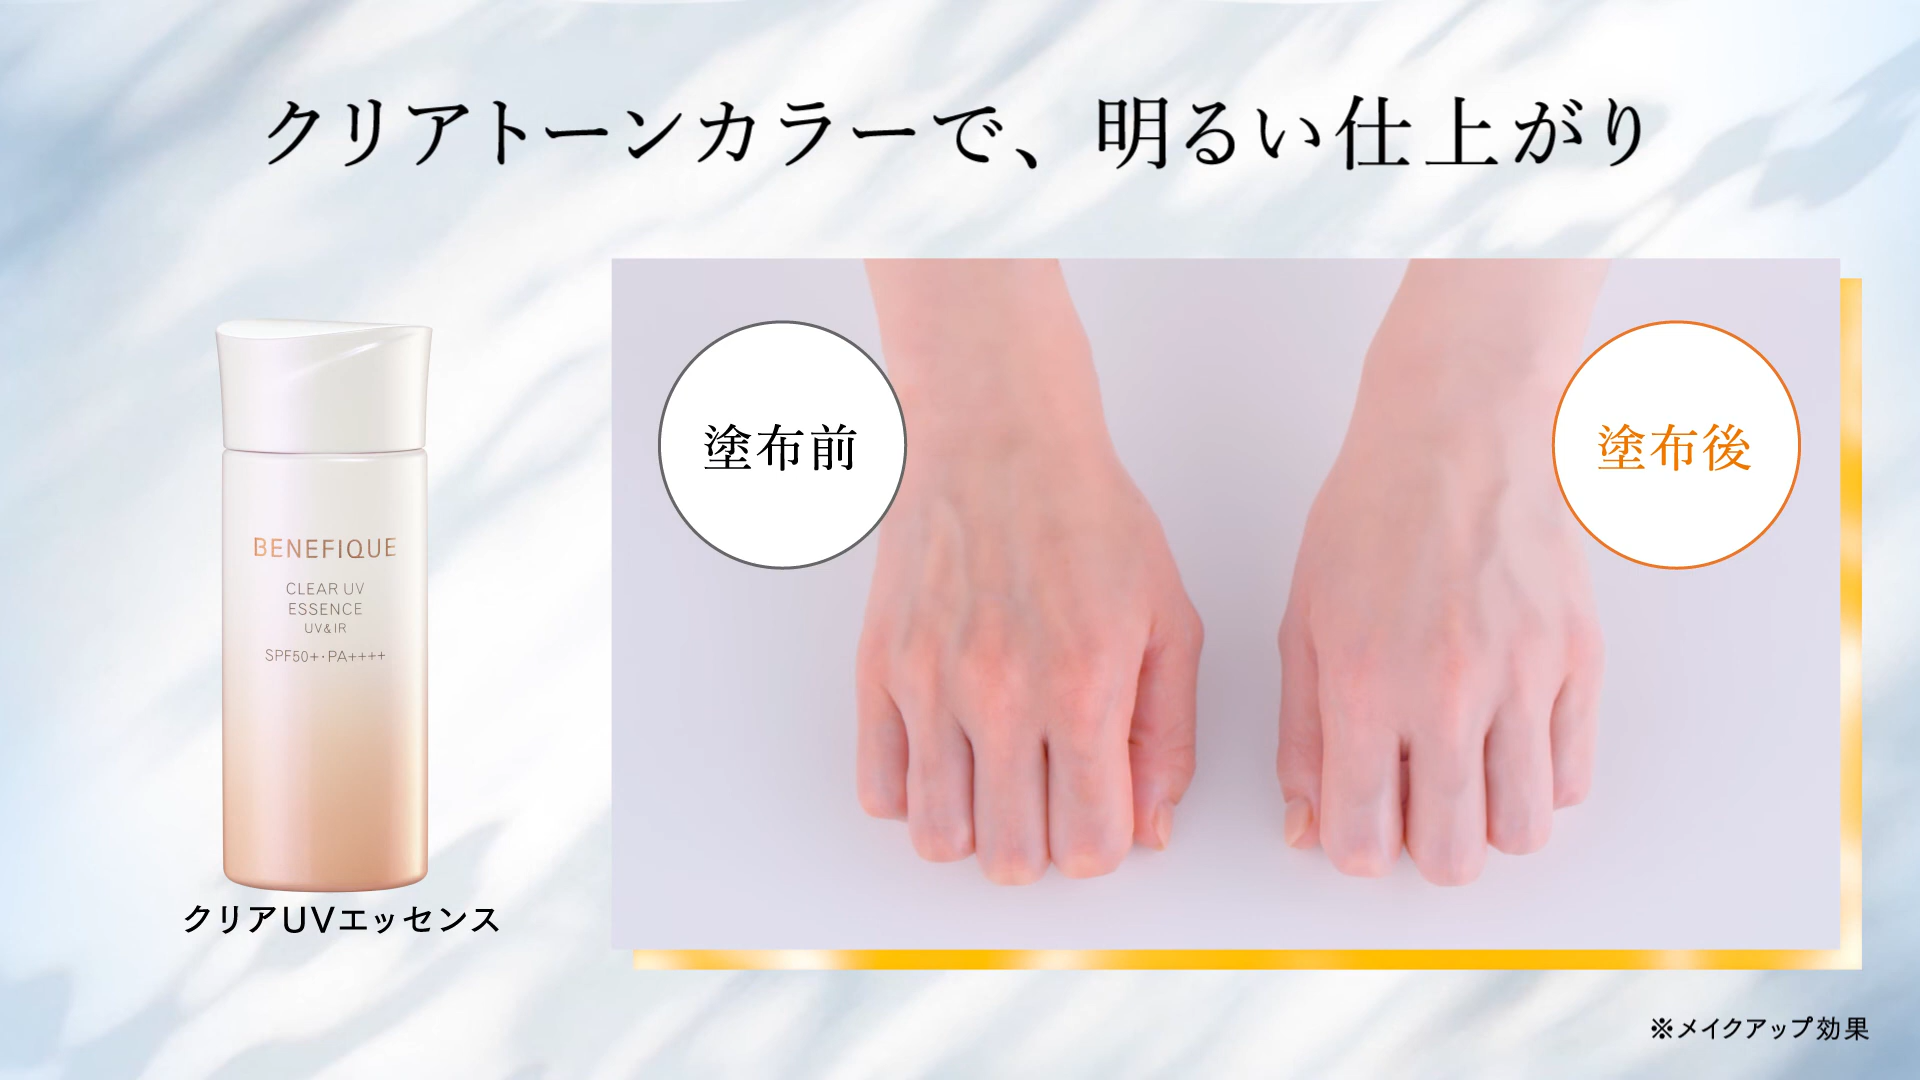 クリアトーンカラーで、明るい仕上がり
塗布前
塗布後
BENEFIQUE
CLEAR UV
ESSENCE
UV&IR
SPF50+・PA++++
クリアUVエッセンス
※メイクアップ効果